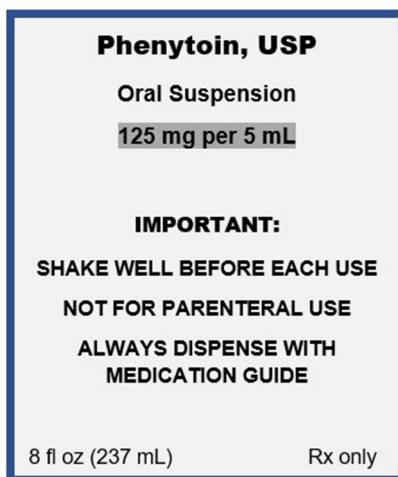 Phenytoin, USP
Oral Suspension
125 mg per 5 mL
IMPORTANT:
SHAKE WELL BEFORE EACH USE
NOT FOR PARENTERAL USE
ALWAYS DISPENSE WITH
MEDICATION GUIDE
8 fl oz (237 mL) Rx only